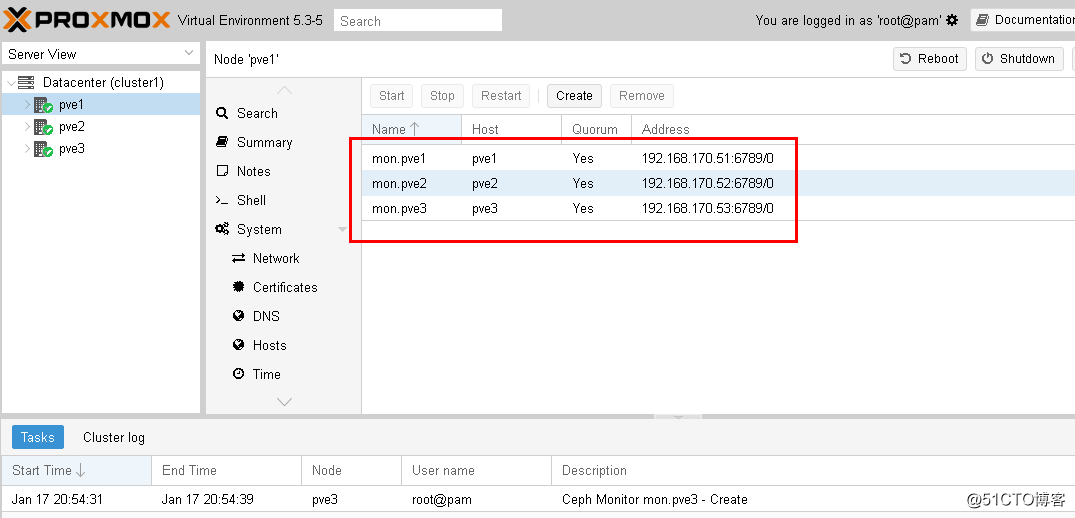 PROXMOX Virtual Environment 5.3-5 Search You are logged in as 'root@pam' Documentation
Server View
Datacenter (cluster1)
pve1
pve2
pve3
Node 'pve1' Reboot Shutdown
Search
Summary
Notes
Shell
System
Network
Certificates
DNS
Hosts
Time
Start Stop Restart Create Remove
Name Host Quorum Address
mon.pve1 pve1 Yes 192.168.170.51:6789/0
mon.pve2 pve2 Yes 192.168.170.52:6789/0
mon.pve3 pve3 Yes 192.168.170.53:6789/0
Tasks Cluster log
Start Time End Time Node User name Description
Jan 17 20:54:31 Jan 17 20:54:39 pve3 root@pam Ceph Monitor mon.pve3 - Create
@51CTO博客